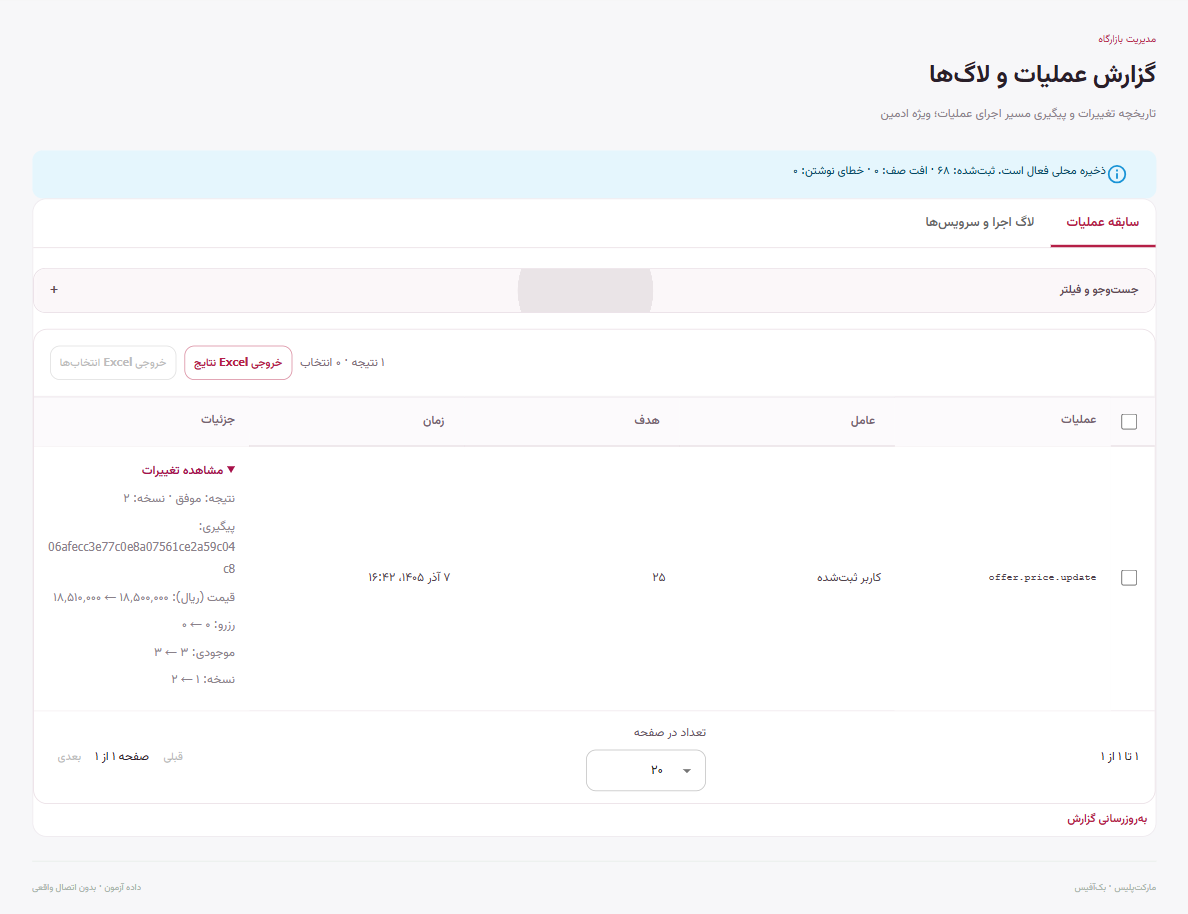 مدیریت بازارگاه
گزارش عملیات و لاگ‌ها
تاریخچه تغییرات و پیگیری مسیر اجرای عملیات؛ ویژه ادمین
ذخیره محلی فعال است. ثبت‌شده: ۶۸ · افت صف: ۰ · خطای نوشتن: ۰
سابقه عملیات
لاگ اجرا و سرویس‌ها
جست‌وجو و فیلتر
+
۱ نتیجه · ۰ انتخاب
خروجی Excel نتایج
خروجی Excel انتخاب‌ها
عملیات
عامل
هدف
زمان
جزئیات
offer.price.update
کاربر ثبت‌شده
۲۵
۷ آذر ۱۴۰۵، ۱۶:۴۲
▼ مشاهده تغییرات
نتیجه: موفق · نسخه: ۲
پیگیری:
06afecc3e77c0e8a07561ce2a59c04
c8
قیمت (ریال): ۱۸,۵۰۰,۰۰۰ ← ۱۸,۵۱۰,۰۰۰
رزرو: ۰ ← ۰
موجودی: ۳ ← ۳
نسخه: ۱ ← ۲
۱ تا ۱ از ۱
تعداد در صفحه
۲۰
قبلی
صفحه ۱ از ۱
بعدی
به‌روزرسانی گزارش
مارکت‌پلیس · بک‌آفیس
داده آزمون · بدون اتصال واقعی